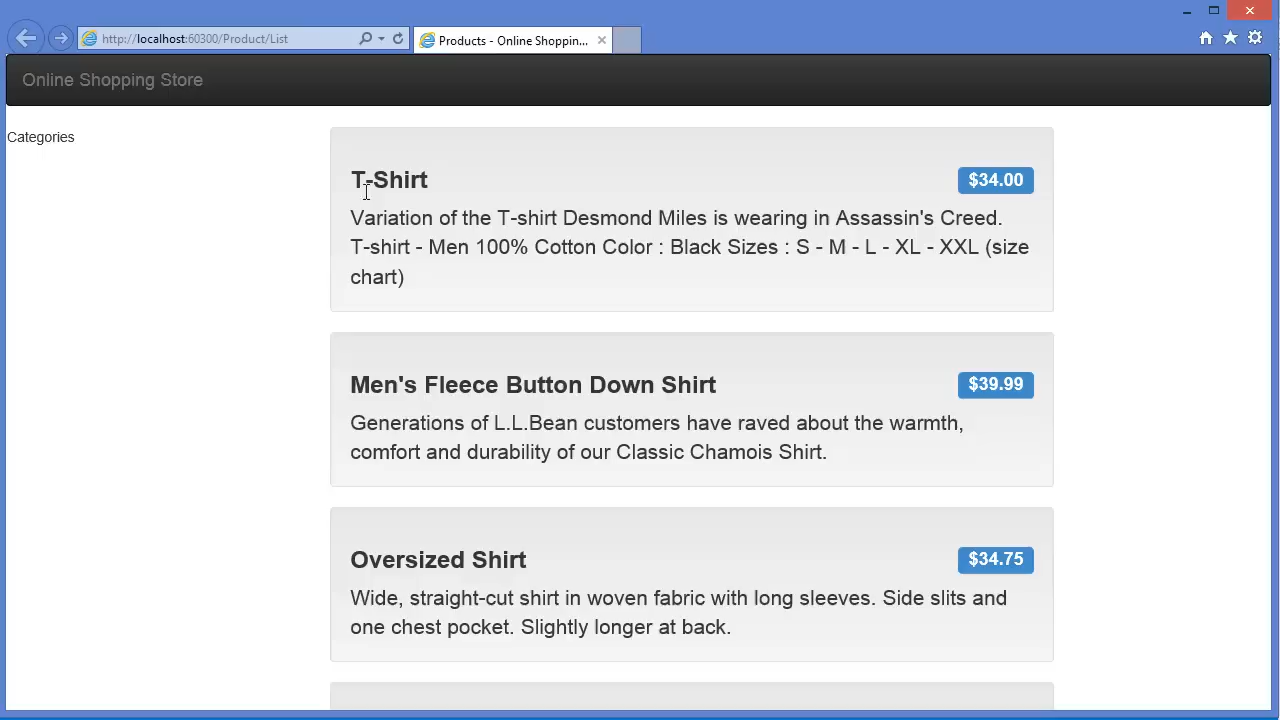 http://localhost:60300/Product/List
Products - Online Shoppin...
Online Shopping Store
Categories
T-Shirt
$34.00
Variation of the T-shirt Desmond Miles is wearing in Assassin's Creed.
T-shirt - Men 100% Cotton Color : Black Sizes : S - M - L - XL - XXL (size
chart)
Men's Fleece Button Down Shirt
$39.99
Generations of L.L.Bean customers have raved about the warmth,
comfort and durability of our Classic Chamois Shirt.
Oversized Shirt
$34.75
Wide, straight-cut shirt in woven fabric with long sleeves. Side slits and
one chest pocket. Slightly longer at back.